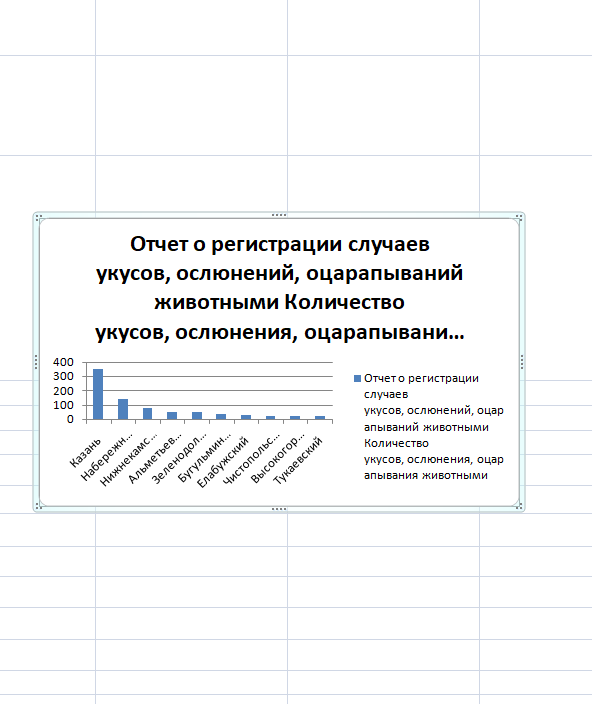 Отчет о регистрации случаев
укусов, ослюнений, оцарапываний
животными Количество
укусов, ослюнения, оцарапывани...
400
300
200
100
0
Казань
Набережн...
Нижнекамс...
Альметьев...
Зеленодол...
Бугульмин...
Елабужский
Чистопольс...
Высокогор...
Тукаевский
Отчет о регистрации
случаев
укусов, ослюнений, оцар
апываний животными
Количество
укусов, ослюнения, оцар
апывания животными